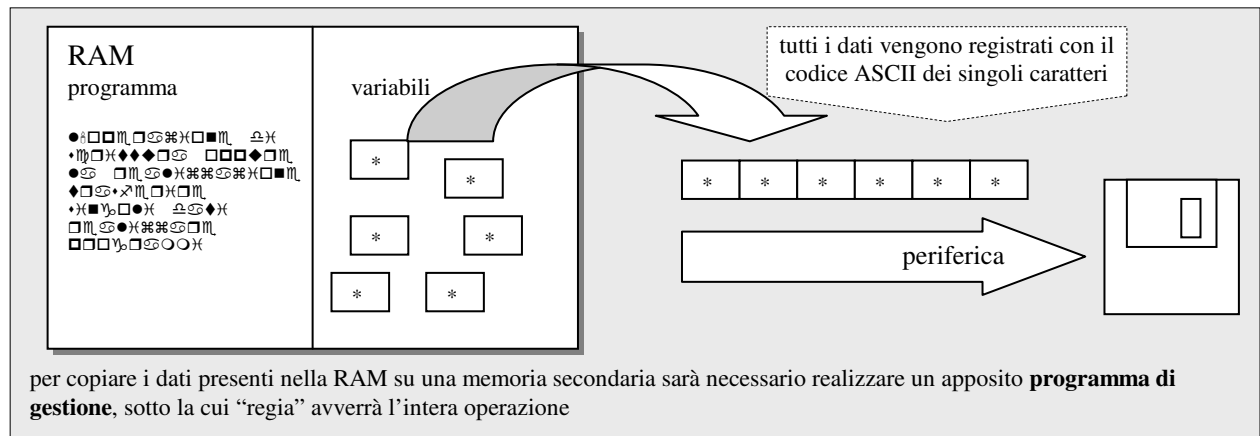 RAM
programma
variabili
tutti i dati vengono registrati con il
codice ASCII dei singoli caratteri
*
*
*
*
*
*
* * * * * *
periferica
per copiare i dati presenti nella RAM su una memoria secondaria sarà necessario realizzare un apposito programma di
gestione, sotto la cui “regia” avverrà l’intera operazione